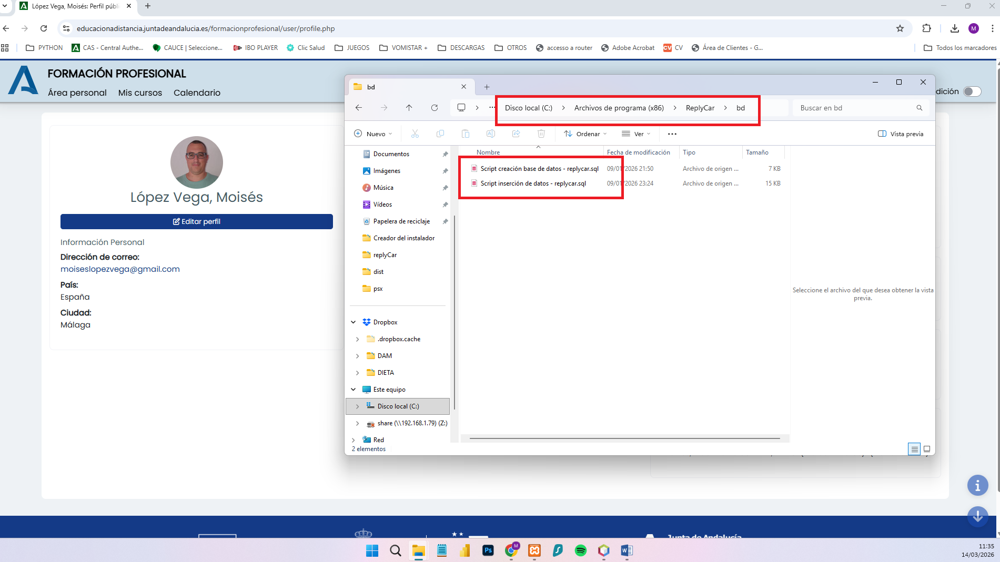 López Vega, Moisés: Perfil públi
educacionadistancia.juntadeandalucia.es/formacionprofesional/user/profile.php
M
PYTHON
CAS - Central Authe...
CAUCE | Seleccione...
IBO PLAYER
Clic Salud
JUEGOS
VOMISTAR +
DESCARGAS
OTROS
accesso a router
Adobe Acrobat
CV CV
Área de Clientes - G...
Todos los marcadores
FORMACIÓN PROFESIONAL
Área personal Mis cursos Calendario
dición
López Vega, Moisés
Editar perfil
Información Personal
Dirección de correo:
moiseslopezvega@gmail.com
País:
España
Ciudad:
Málaga
bd
... Disco local (C:) > Archivos de programa (x86) > ReplyCar > bd
Buscar en bd
Nuevo
Ordenar
Ver
...
Vista previa
Documentos
Imágenes
Música
Vídeos
Papelera de reciclaje
Creador del instalador
replyCar
dist
psx
Dropbox
.dropbox.cache
DAM
DIETA
Este equipo
Disco local (C:)
share (\\192.168.1.79) (Z:)
Red
2 elementos
Nombre Fecha de modificación Tipo Tamaño
Script creación base de datos - replycar.sql 09/01/2026 21:50 Archivo de origen ... 7 KB
Script inserción de datos - replycar.sql 09/01/2026 23:24 Archivo de origen ... 15 KB
Seleccione el archivo del que desea obtener la vista
previa.
Junta de Andalucía
Ps
M
11:35
14/03/2026